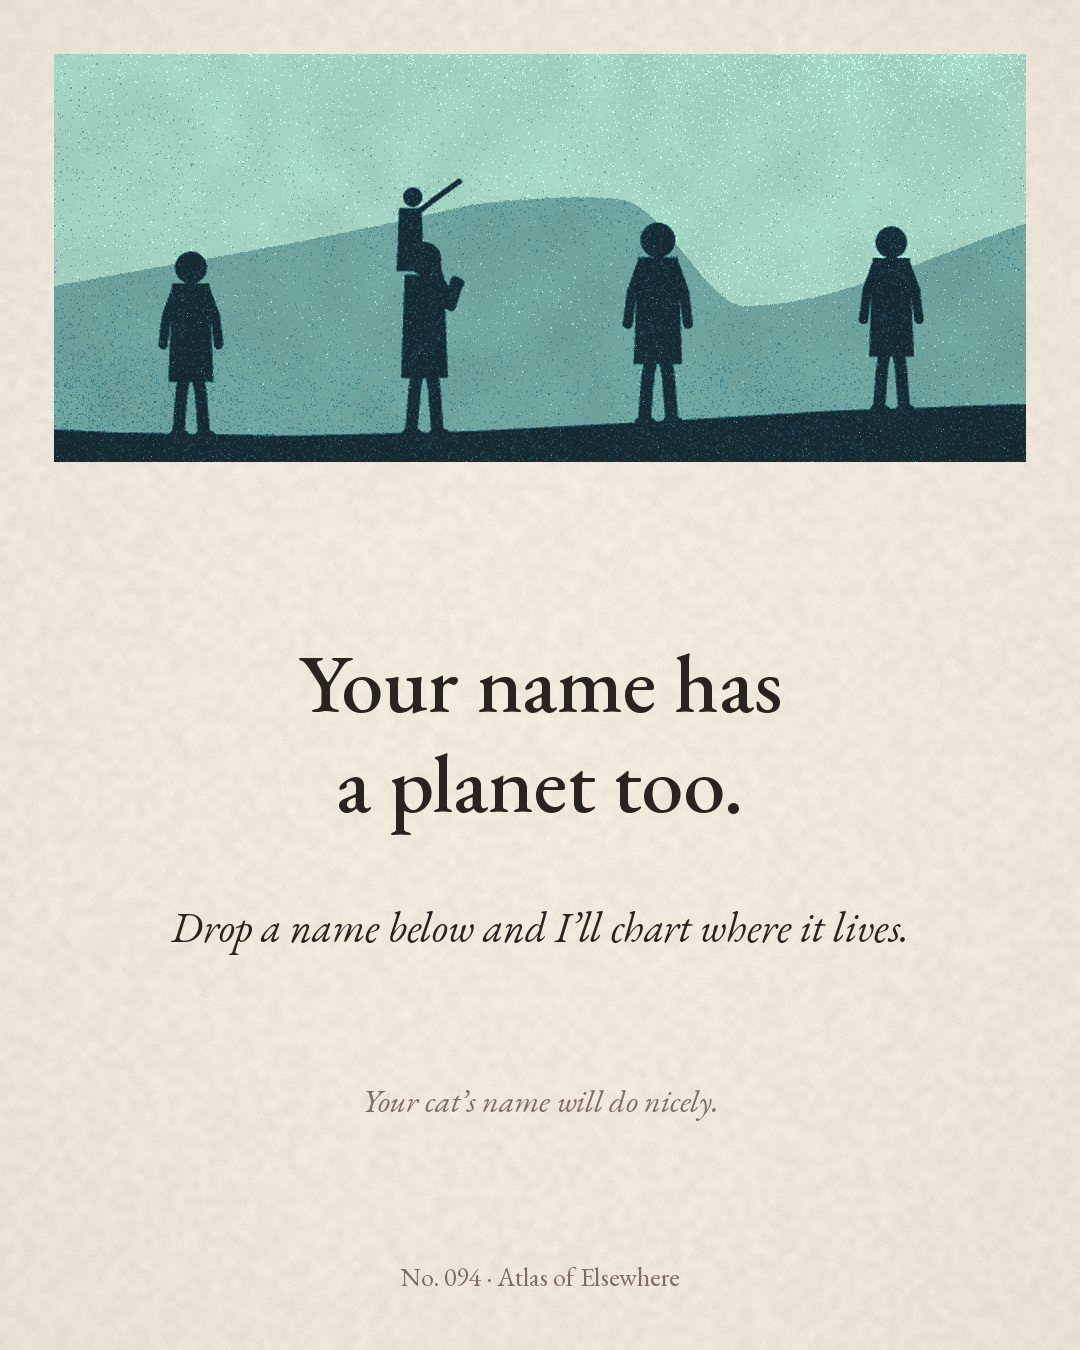 Your name has
a planet too.
Drop a name below and I’ll chart where it lives.
Your cat’s name will do nicely.
No. 094 · Atlas of Elsewhere